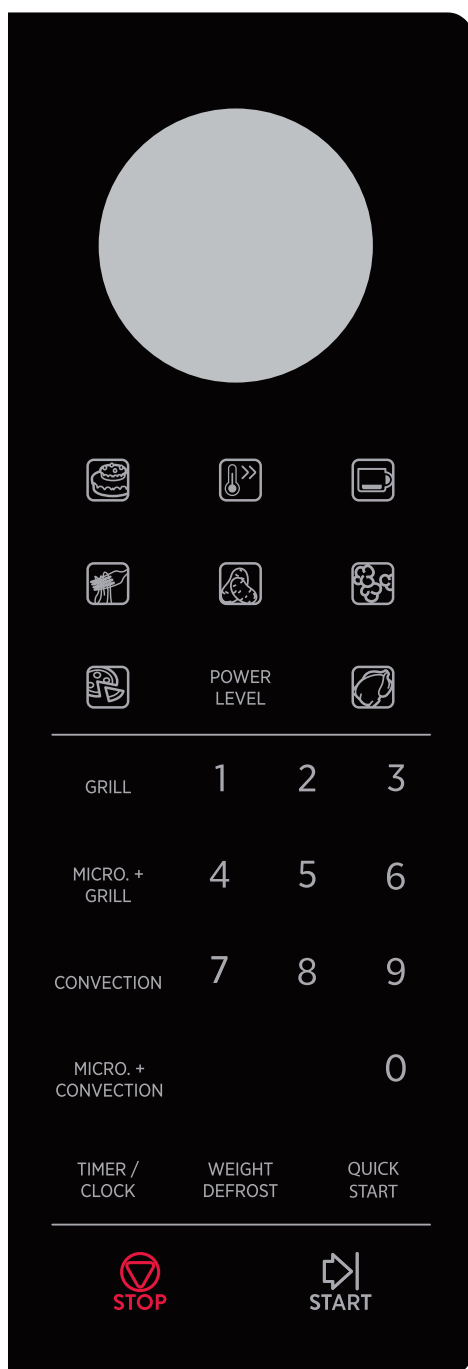 POWER
LEVEL
GRILL
1 2 3
MICRO. +
GRILL
4 5 6
CONVECTION
7 8 9
MICRO. +
CONVECTION
0
TIMER /
CLOCK
WEIGHT
DEFROST
QUICK
START
STOP
START